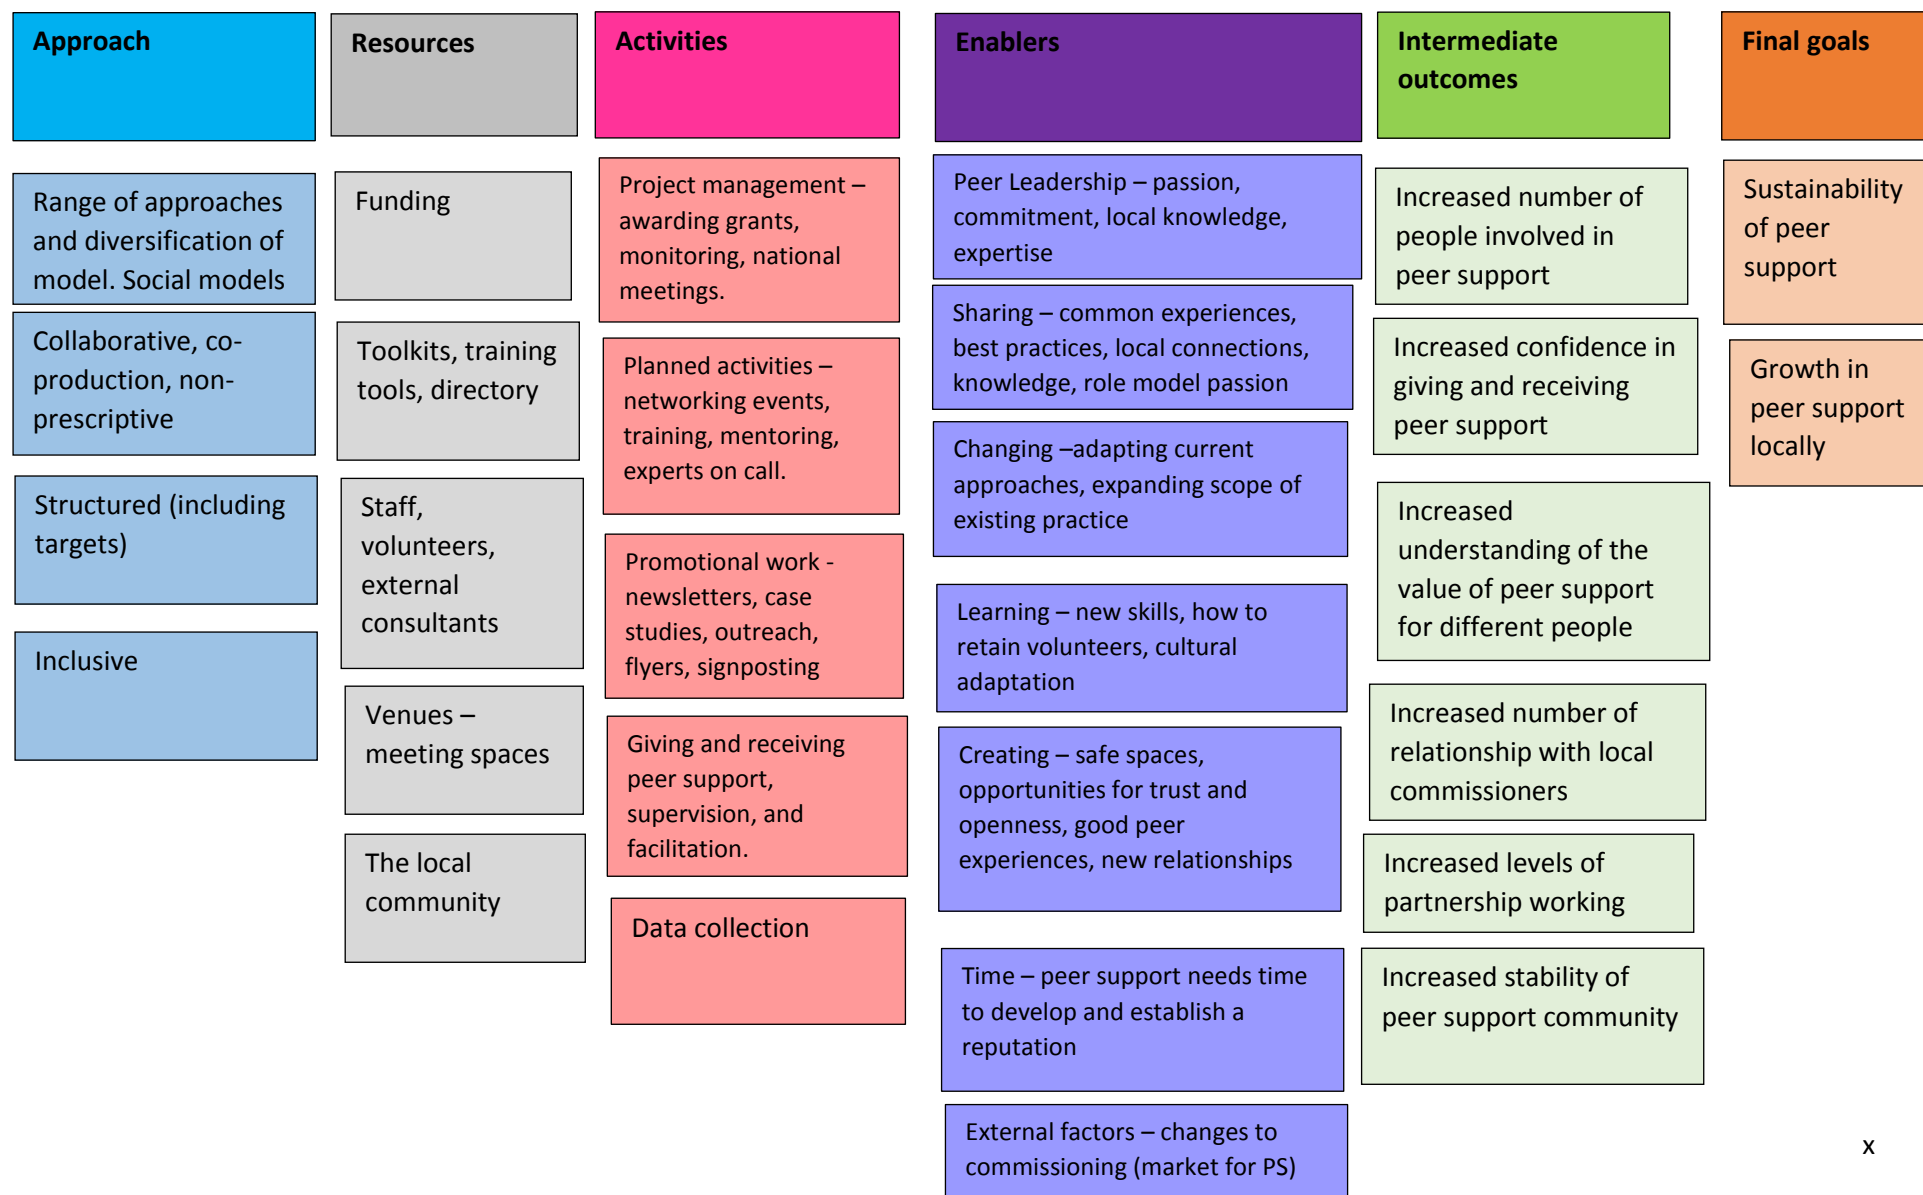 Approach
Range of approaches
and diversification of
model. Social models
Collaborative, co-
production, non-
prescriptive
Structured (including
targets)
Inclusive
Resources
Funding
Toolkits, training
tools, directory
Staff,
volunteers,
external
consultants
Venues –
meeting spaces
The local
community
Activities
Project management –
awarding grants,
monitoring, national
meetings.
Planned activities –
networking events,
training, mentoring,
experts on call.
Promotional work -
newsletters, case
studies, outreach,
flyers, signposting
Giving and receiving
peer support,
supervision, and
facilitation.
Data collection
Enablers
Peer Leadership – passion,
commitment, local knowledge,
expertise
Sharing – common experiences,
best practices, local connections,
knowledge, role model passion
Changing –adapting current
approaches, expanding scope of
existing practice
Learning – new skills, how to
retain volunteers, cultural
adaptation
Creating – safe spaces,
opportunities for trust and
openness, good peer
experiences, new relationships
Time – peer support needs time
to develop and establish a
reputation
External factors – changes to
commissioning (market for PS)
Intermediate
outcomes
Increased number of
people involved in
peer support
Increased confidence in
giving and receiving
peer support
Increased
understanding of the
value of peer support
for different people
Increased number of
relationship with local
commissioners
Increased levels of
partnership working
Increased stability of
peer support community
Final goals
Sustainability
of peer
support
Growth in
peer support
locally
x